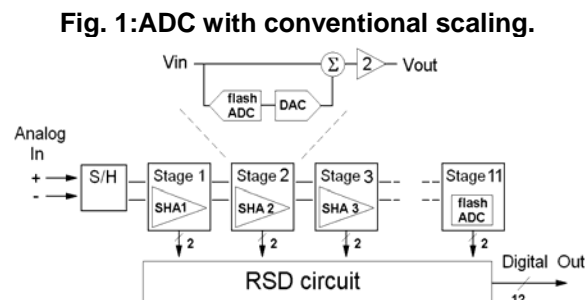 Fig. 1:ADC with conventional scaling.
Vin
Σ
2
Vout
flash
ADC
DAC
Analog
In
+
-
S/H
Stage 1
SHA1
Stage 2
SHA 2
Stage 3
SHA 3
Stage 11
flash
ADC
2
2
2
2
RSD circuit
Digital Out
12